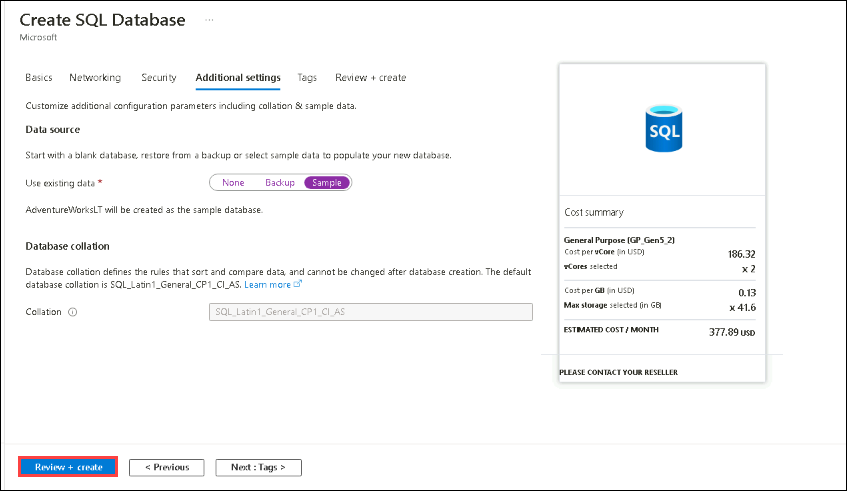 Create SQL Database ...
Microsoft
Basics Networking Security Additional settings Tags Review + create
Customize additional configuration parameters including collation & sample data.
Data source
Start with a blank database, restore from a backup or select sample data to populate your new database.
Use existing data * None Backup Sample
AdventureWorksLT will be created as the sample database.
Database collation
Database collation defines the rules that sort and compare data, and cannot be changed after database creation. The default
database collation is SQL_Latin1_General_CP1_CI_AS. Learn more
Collation SQL_Latin1_General_CP1_CI_AS
SQL
Cost summary
General Purpose (GP_Gen5_2)
Cost per vCore (in USD) 186.32
vCores selected x 2
Cost per GB (in USD) 0.13
Max storage selected (in GB) x 41.6
ESTIMATED COST / MONTH 377.89 USD
PLEASE CONTACT YOUR RESELLER
Review + create < Previous Next : Tags >